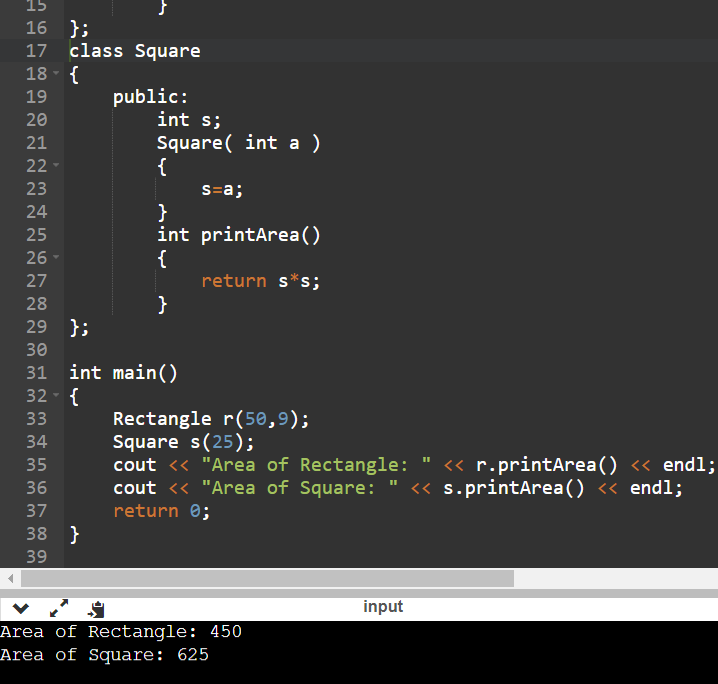 15 }
16 };
17 class Square
18 {
19 public:
20 int s;
21 Square( int a )
22 {
23 s=a;
24 }
25 int printArea()
26 {
27 return s*s;
28 }
29 };
30
31 int main()
32 {
33 Rectangle r(50,9);
34 Square s(25);
35 cout << "Area of Rectangle: " << r.printArea() << endl;
36 cout << "Area of Square: " << s.printArea() << endl;
37 return 0;
38 }
39
input
Area of Rectangle: 450
Area of Square: 625